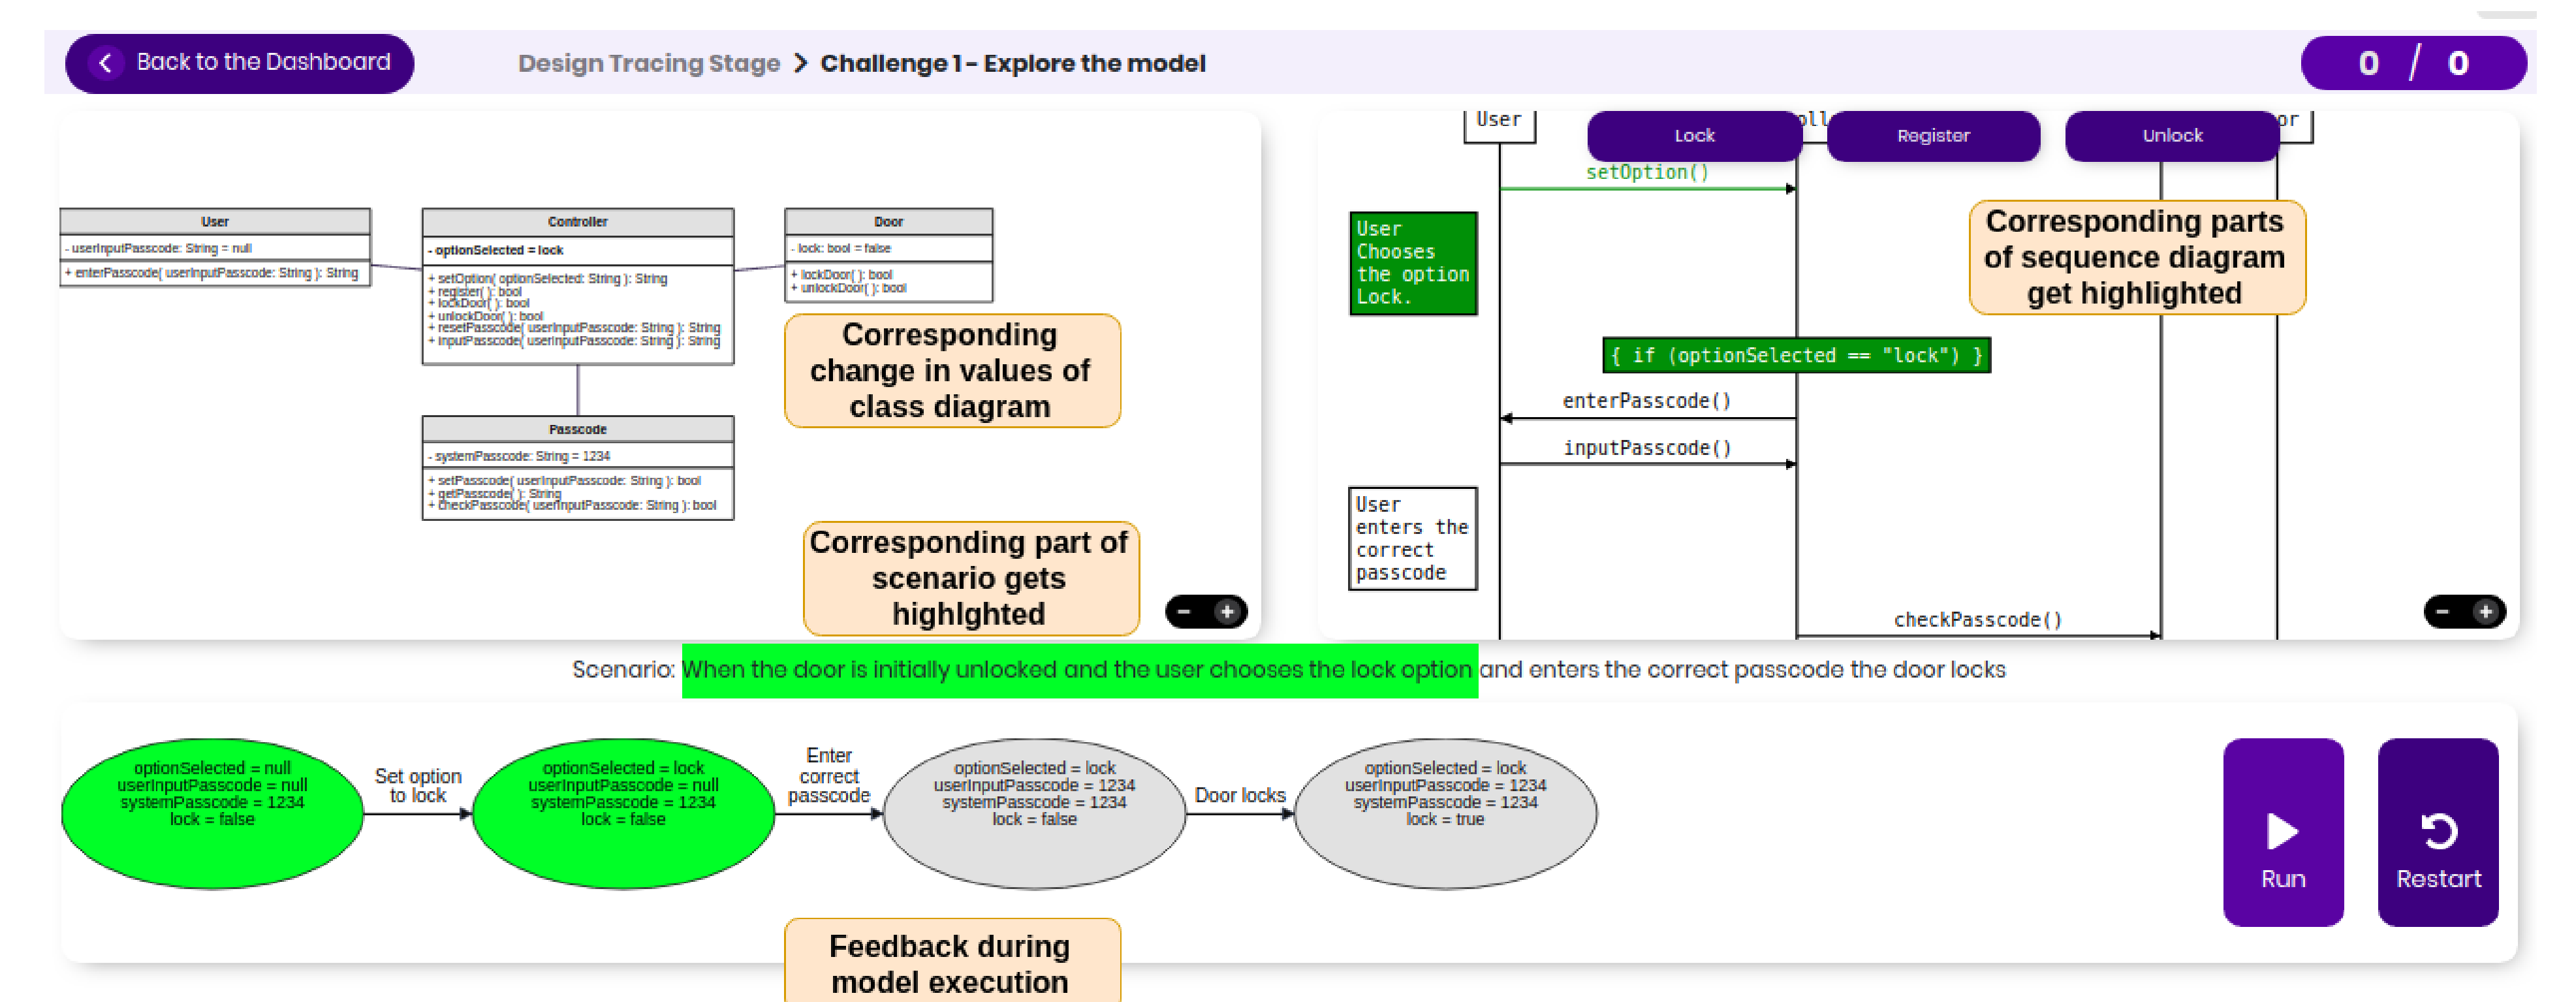 Back to the Dashboard
Design Tracing Stage > Challenge 1 - Explore the model
0 / 0
User
- userInputPasscode: String = null
+ enterPasscode( userInputPasscode: String ): String
Controller
- optionSelected = lock
+ setOption( optionSelected: String ): String
+ register( ): bool
+ lockDoor( ): bool
+ unlockDoor( ): bool
+ resetPasscode( userInputPasscode: String ): String
+ inputPasscode( userInputPasscode: String ): String
Door
- lock: bool = false
+ lockDoor( ): bool
+ unlockDoor( ): bool
Passcode
- systemPasscode: String = 1234
+ setPasscode( userInputPasscode: String ): bool
+ getPasscode( ): String
+ checkPasscode( userInputPasscode: String ): bool
Corresponding
change in values of
class diagram
Corresponding part of
scenario gets
highlghted
User
Lock
Register
Unlock
setOption()
User
Chooses
the option
Lock.
Corresponding parts
of sequence diagram
get highlighted
{ if (optionSelected == "lock") }
enterPasscode()
inputPasscode()
User
enters the
correct
passcode
checkPasscode()
Scenario: When the door is initially unlocked and the user chooses the lock option and enters the correct passcode the door locks
optionSelected = null
userInputPasscode = null
systemPasscode = 1234
lock = false
Set option
to lock
optionSelected = lock
userInputPasscode = null
systemPasscode = 1234
lock = false
Enter
correct
passcode
optionSelected = lock
userInputPasscode = 1234
systemPasscode = 1234
lock = false
Door locks
optionSelected = lock
userInputPasscode = 1234
systemPasscode = 1234
lock = true
Run
Restart
Feedback during
model execution